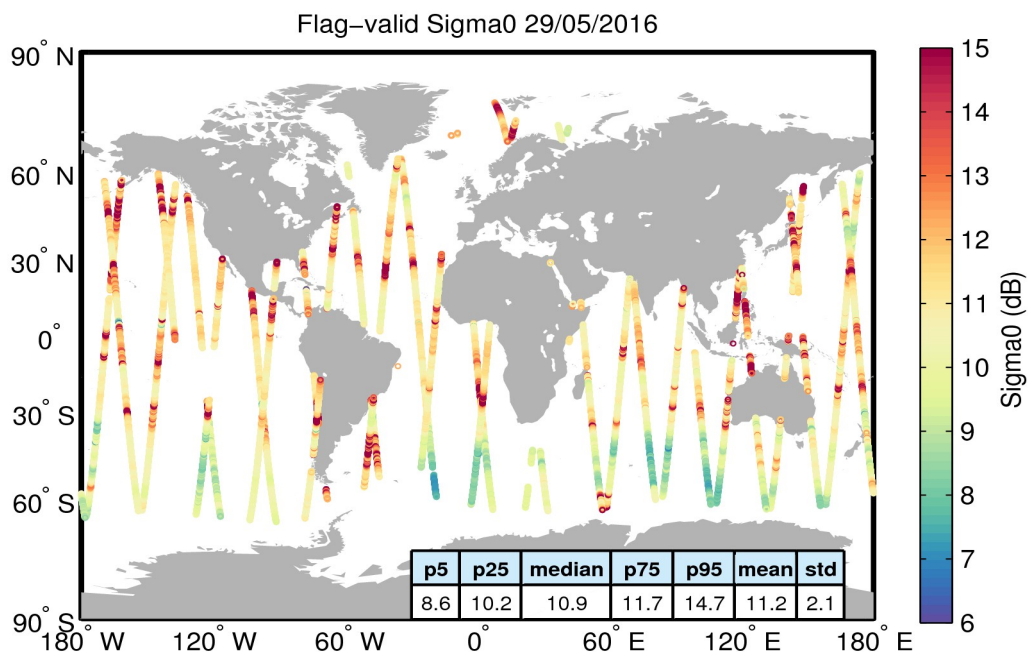 Flag−valid Sigma0 29/05/2016
90° N
60° N
30° N
0°
30° S
60° S
90° S
180° W
120° W
60° W
0°
60° E
120° E
180° E
p5 p25 median p75 p95 mean std
8.6 10.2 10.9 11.7 14.7 11.2 2.1
15
14
13
12
11
10
9
8
7
6
Sigma0 (dB)